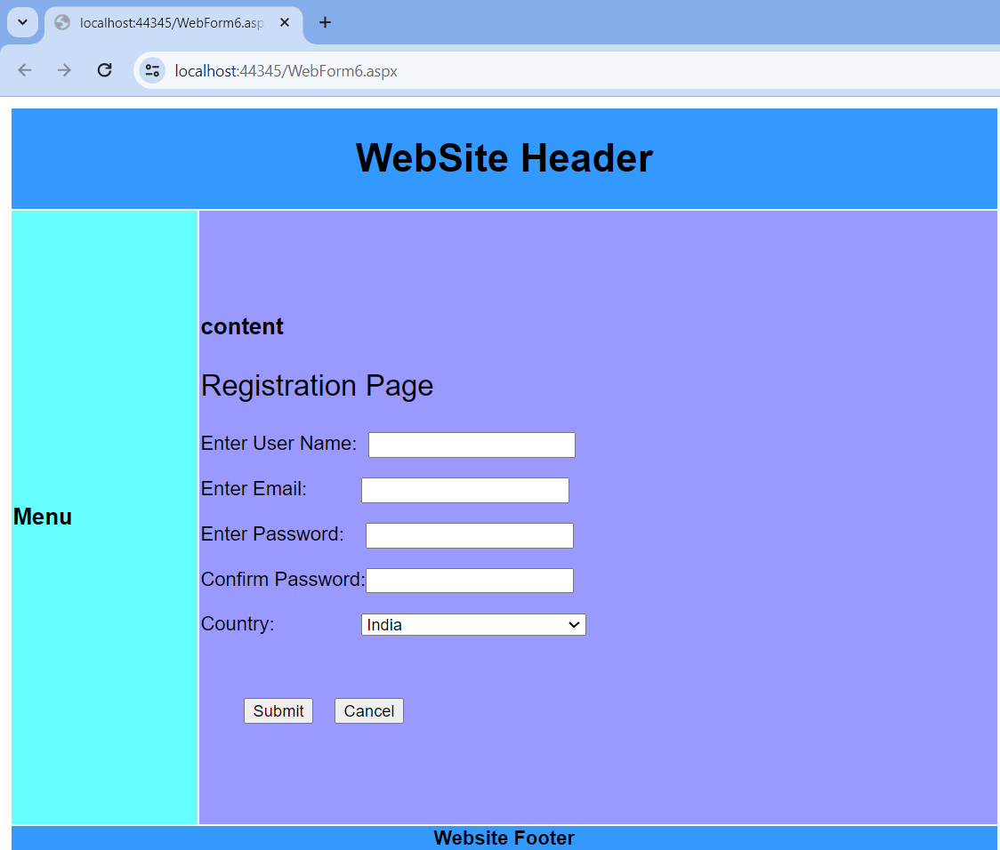 localhost:44345/WebForm6.asp
localhost:44345/WebForm6.aspx
WebSite Header
Menu
content
Registration Page
Enter User Name:
Enter Email:
Enter Password:
Confirm Password:
Country: India
Submit Cancel
Website Footer